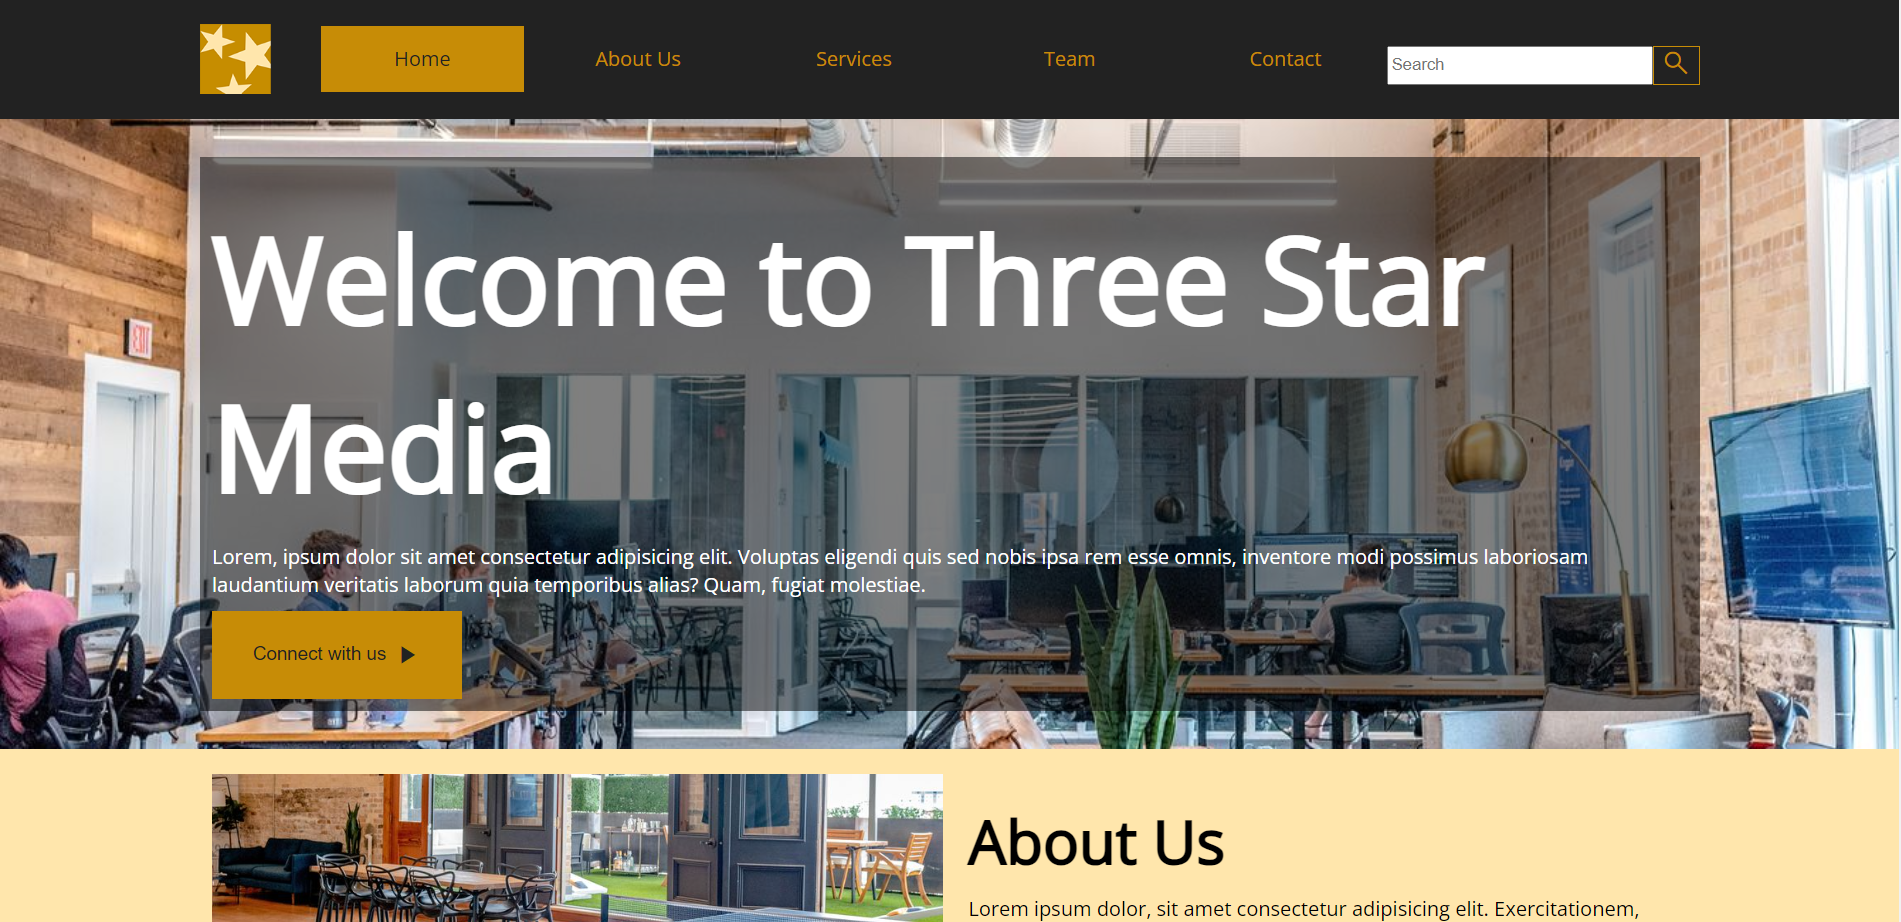 Home
About Us
Services
Team
Contact
Search
EXIT
Welcome to Three Star
Media
Lorem, ipsum dolor sit amet consectetur adipisicing elit. Voluptas eligendi quis sed nobis ipsa rem esse omnis, inventore modi possimus laboriosam
laudantium veritatis laborum quia temporibus alias? Quam, fugiat molestiae.
Connect with us
About Us
Lorem ipsum dolor, sit amet consectetur adipisicing elit. Exercitationem,